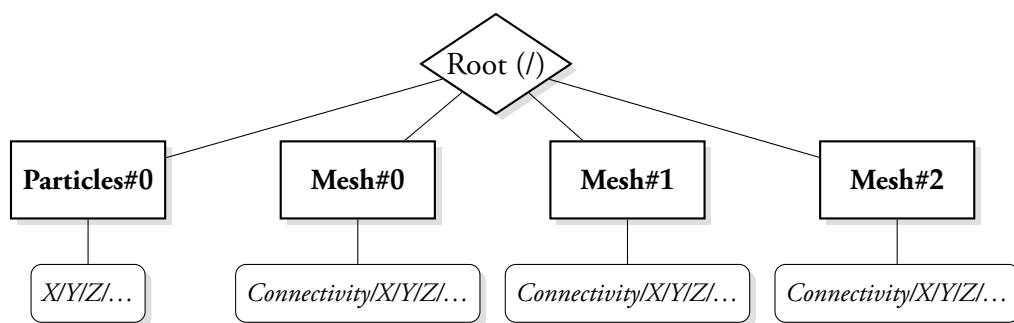 Root (/)
Particles#0 Mesh#0 Mesh#1 Mesh#2
X/Y/Z/… Connectivity/X/Y/Z/… Connectivity/X/Y/Z/… Connectivity/X/Y/Z/…